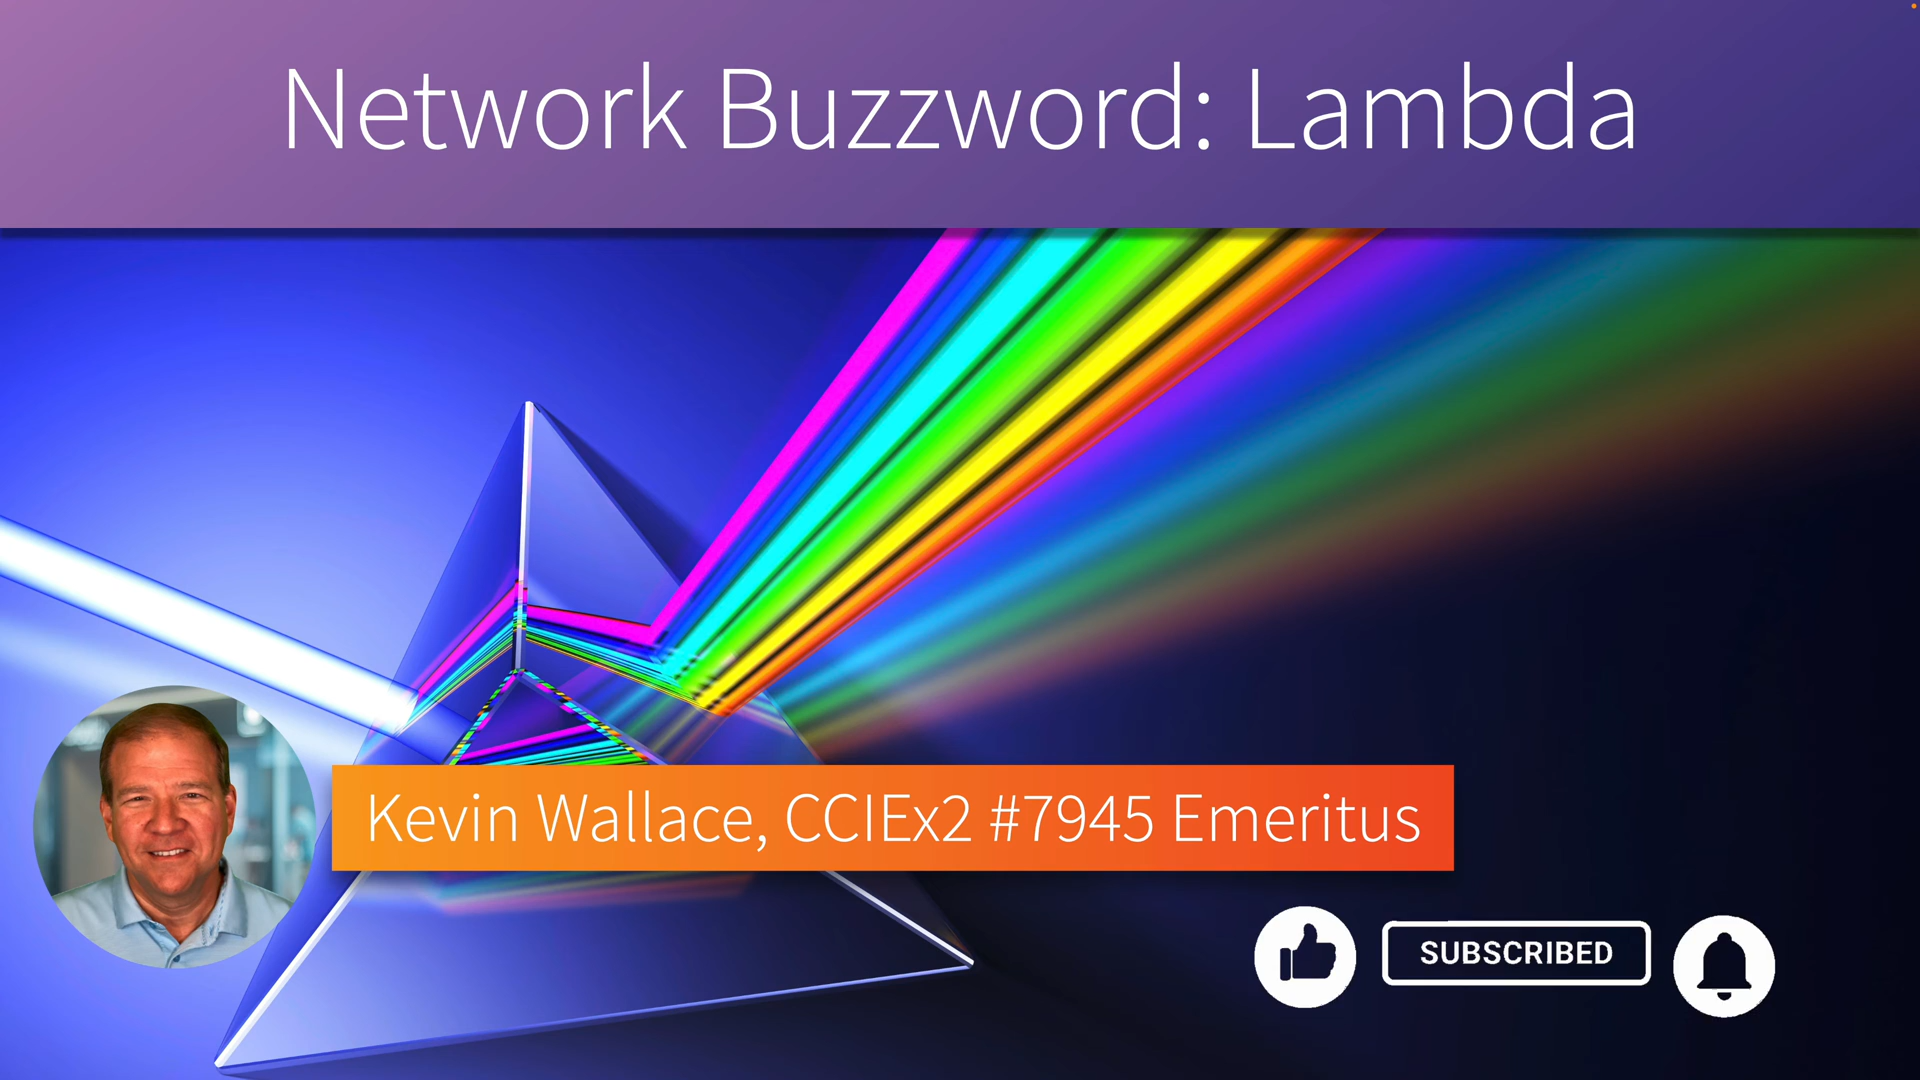 Network Buzzword: Lambda
Kevin Wallace, CCIEx2 #7945 Emeritus
SUBSCRIBED